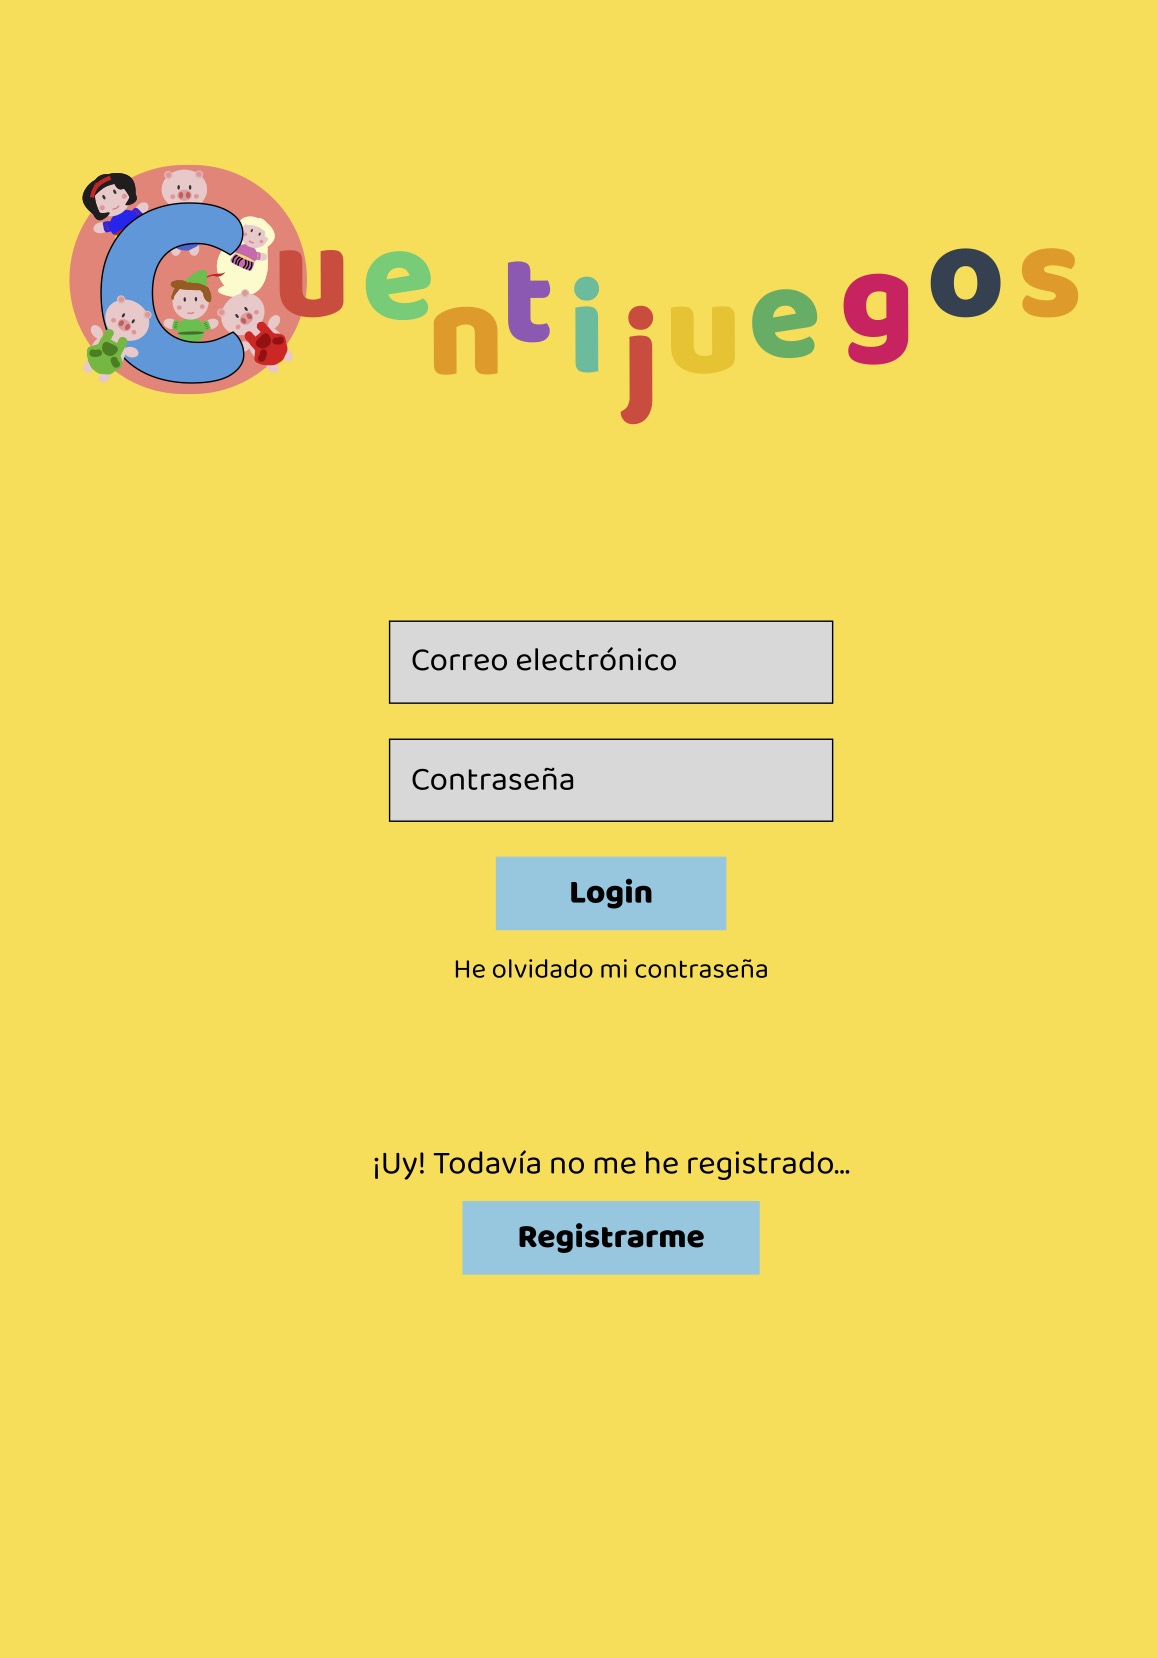 Cuentijuegos
Correo electrónico
Contraseña
Login
He olvidado mi contraseña
¡Uy! Todavía no me he registrado...
Registrarme